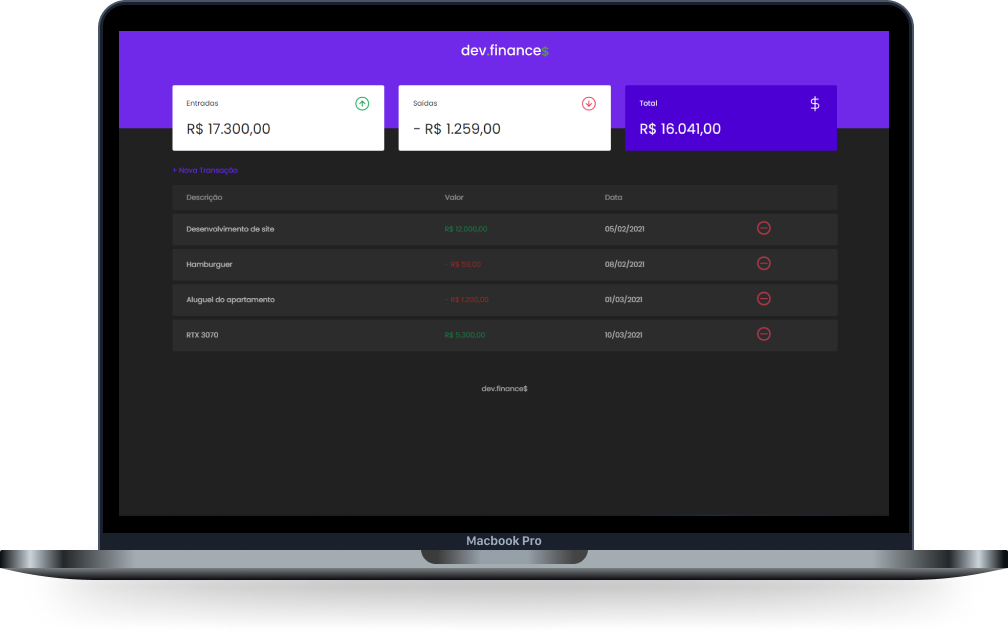 dev.finance$
Entradas
R$ 17.300,00
Saídas
- R$ 1.259,00
Total
$
R$ 16.041,00
+ Nova Transação
Descrição Valor Data
Desenvolvimento de site R$ 12.000,00 05/02/2021
Hamburguer - R$ 59,00 08/02/2021
Aluguel do apartamento - R$ 1.200,00 01/03/2021
RTX 3070 R$ 5.300,00 10/03/2021
dev.finance$
Macbook Pro